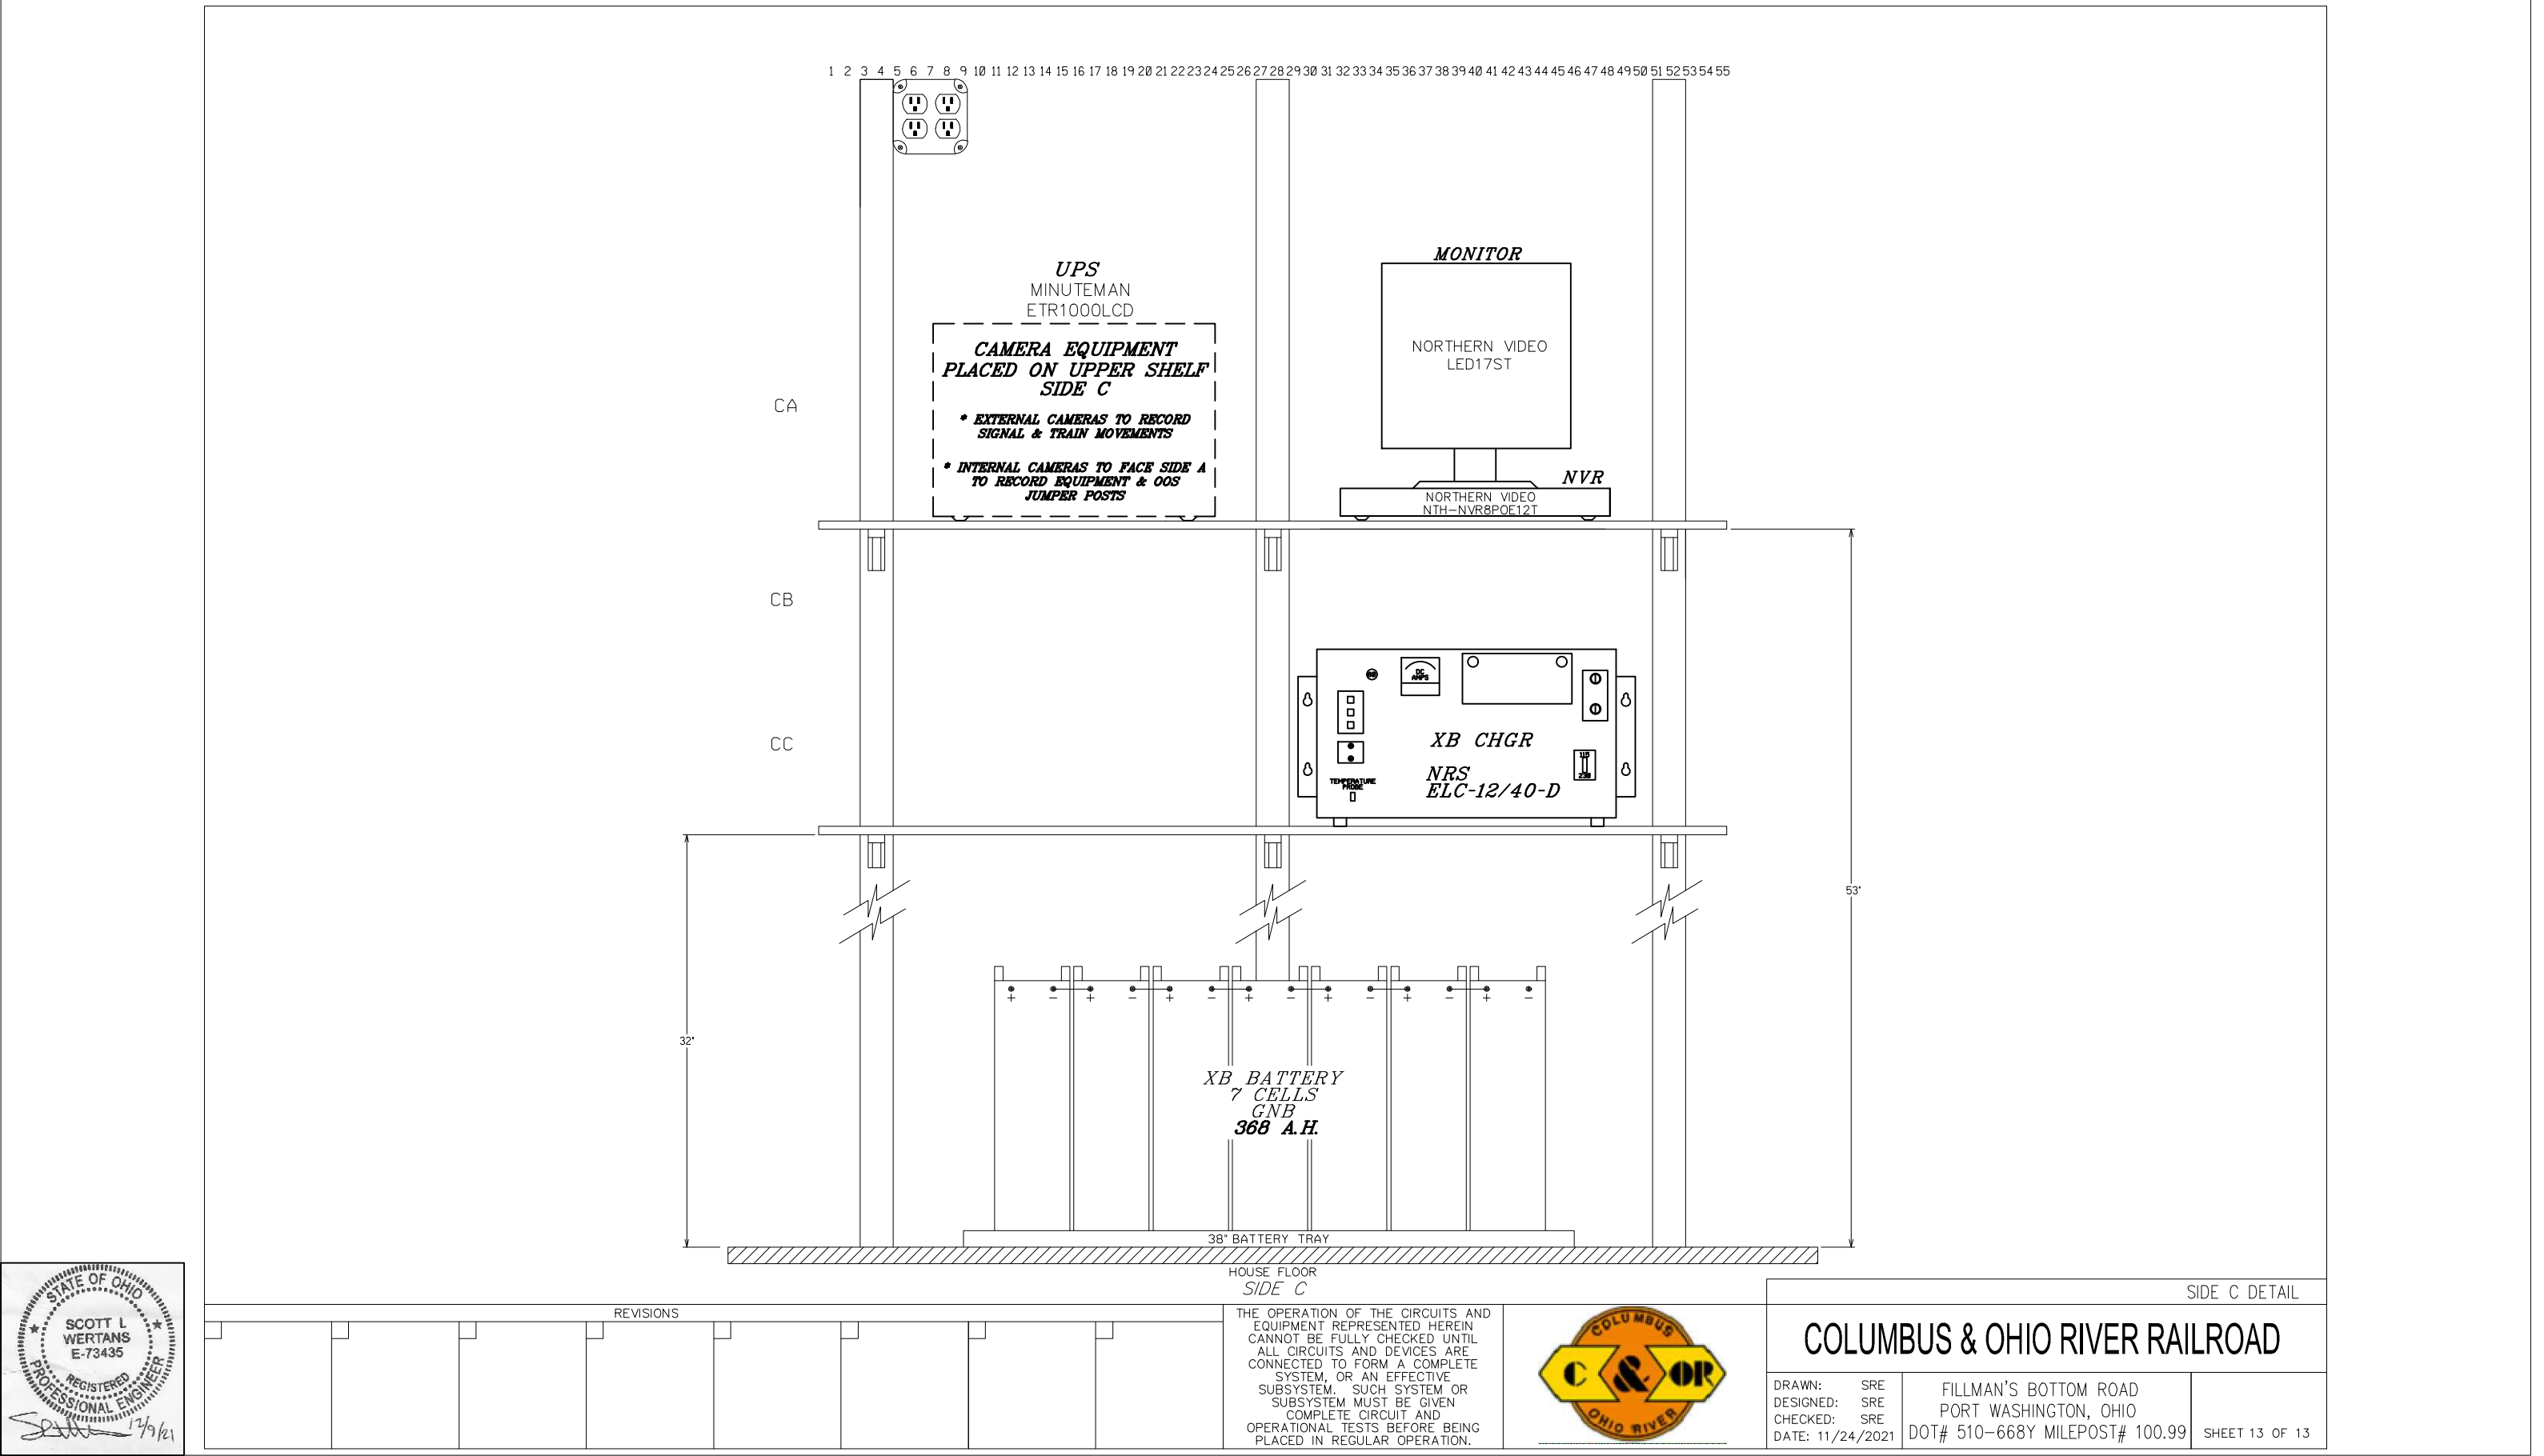 1 2 3 4 5 6 7 8 9 10 11 12 13 14 15 16 17 18 19 20 21 22 23 24 25 26 27 28 29 30 31 32 33 34 35 36 37 38 39 40 41 42 43 44 45 46 47 48 49 50 51 52 53 54 55
MONITOR
UPS
MINUTEMAN
ETR1000LCD
CAMERA EQUIPMENT
PLACED ON UPPER SHELF
SIDE C
* EXTERNAL CAMERAS TO RECORD
SIGNAL & TRAIN MOVEMENTS
* INTERNAL CAMERAS TO FACE SIDE A
TO RECORD EQUIPMENT & OOS
JUMPER POSTS
NORTHERN VIDEO
LED17ST
CA
NVR
NORTHERN VIDEO
NTH-NVR8POE12T
CB
DC
AMPS
CC
XB CHGR
NRS
ELC-12/40-D
115
230
TEMPERATURE
PROBE
53"
+ - + - + - + - + - + - + -
32"
XB BATTERY
7 CELLS
GNB
368 A.H.
38" BATTERY TRAY
HOUSE FLOOR
SIDE C
SIDE C DETAIL
STATE OF OHIO
SCOTT L
WERTANS
E-73435
REGISTERED
PROFESSIONAL ENGINEER
12/9/21
REVISIONS
THE OPERATION OF THE CIRCUITS AND
EQUIPMENT REPRESENTED HEREIN
CANNOT BE FULLY CHECKED UNTIL
ALL CIRCUITS AND DEVICES ARE
CONNECTED TO FORM A COMPLETE
SYSTEM, OR AN EFFECTIVE
SUBSYSTEM. SUCH SYSTEM OR
SUBSYSTEM MUST BE GIVEN
COMPLETE CIRCUIT AND
OPERATIONAL TESTS BEFORE BEING
PLACED IN REGULAR OPERATION.
COLUMBUS
C & OR
OHIO RIVER
COLUMBUS & OHIO RIVER RAILROAD
DRAWN: SRE
DESIGNED: SRE
CHECKED: SRE
DATE: 11/24/2021
FILLMAN'S BOTTOM ROAD
PORT WASHINGTON, OHIO
DOT# 510-668Y MILEPOST# 100.99
SHEET 13 OF 13